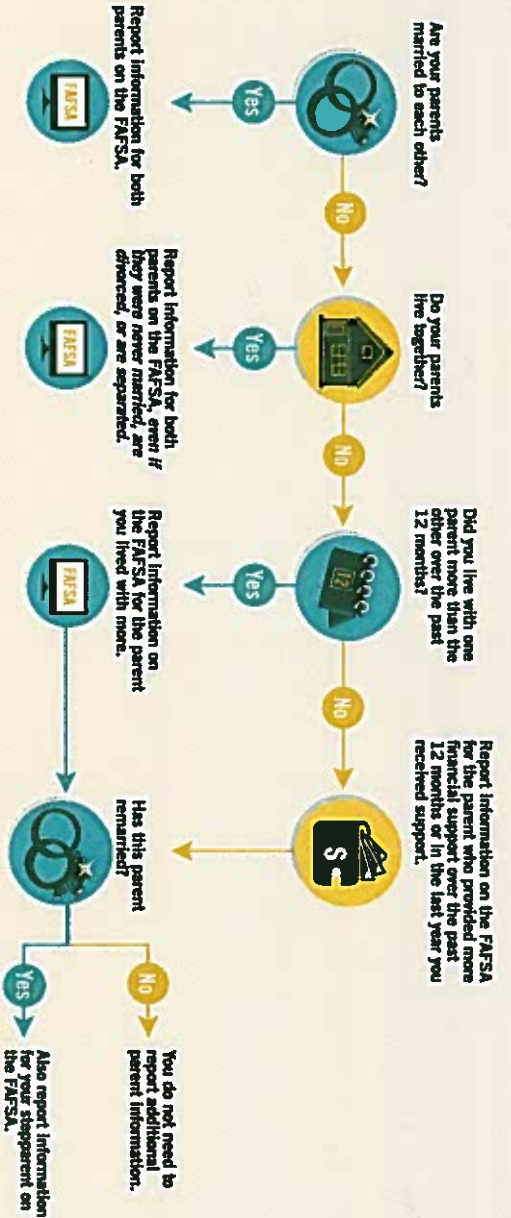 Are your parents
married to each other?
Yes
Report information for both
parents on the FAFSA.
FAFSA
No
Do your parents
live together?
Yes
Report information for both
parents on the FAFSA, even if
they were never married, are
divorced, or are separated.
FAFSA
No
Did you live with one
parent more than the
other over the past
12 months?
12
Yes
Report information on
the FAFSA for the parent
you lived with more.
FAFSA
No
Report information on the FAFSA
for the parent who provided more
financial support over the past
12 months or in the last year you
received support.
$
Has this parent
remarried?
No
You do not need to
report additional
parent information.
Yes
Also report information
for your stepparent on
the FAFSA.